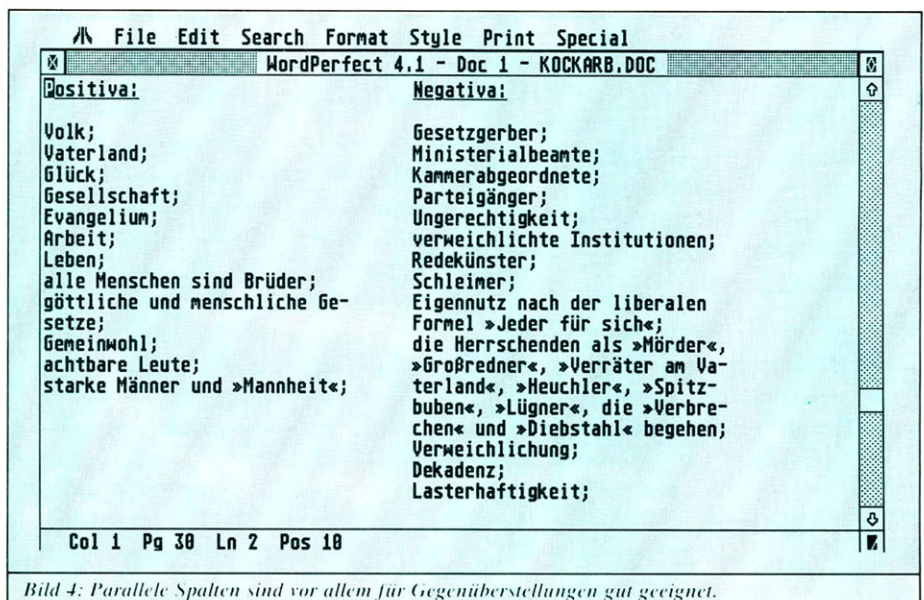 File Edit Search Format Style Print Special
WordPerfect 4.1 - Doc 1 - KOCKARB.DOC
Positiva:
Volk;
Vaterland;
Glück;
Gesellschaft;
Evangelium;
Arbeit;
Leben;
alle Menschen sind Brüder;
göttliche und menschliche Ge-
setze;
Gemeinwohl;
achtbare Leute;
starke Männer und »Mannheit«;
Negativa:
Gesetzgerber;
Ministerialbeamte;
Kammerabgeordnete;
Parteigänger;
Ungerechtigkeit;
verweichlichte Institutionen;
Redekünster;
Schleimer;
Eigennutz nach der liberalen
Formel »Jeder für sich«;
die Herrschenden als »Mörder«,
»Großredner«, »Verräter am Va-
terland«, »Heuchler«, »Spitz-
buben«, »Lügner«, die »Verbre-
chen« und »Diebstahl« begehen;
Verweichlichung;
Dekadenz;
Lasterhaftigkeit;
Col 1 Pg 30 Ln 2 Pos 10
Bild 4: Parallele Spalten sind vor allem für Gegenüberstellungen gut geeignet.